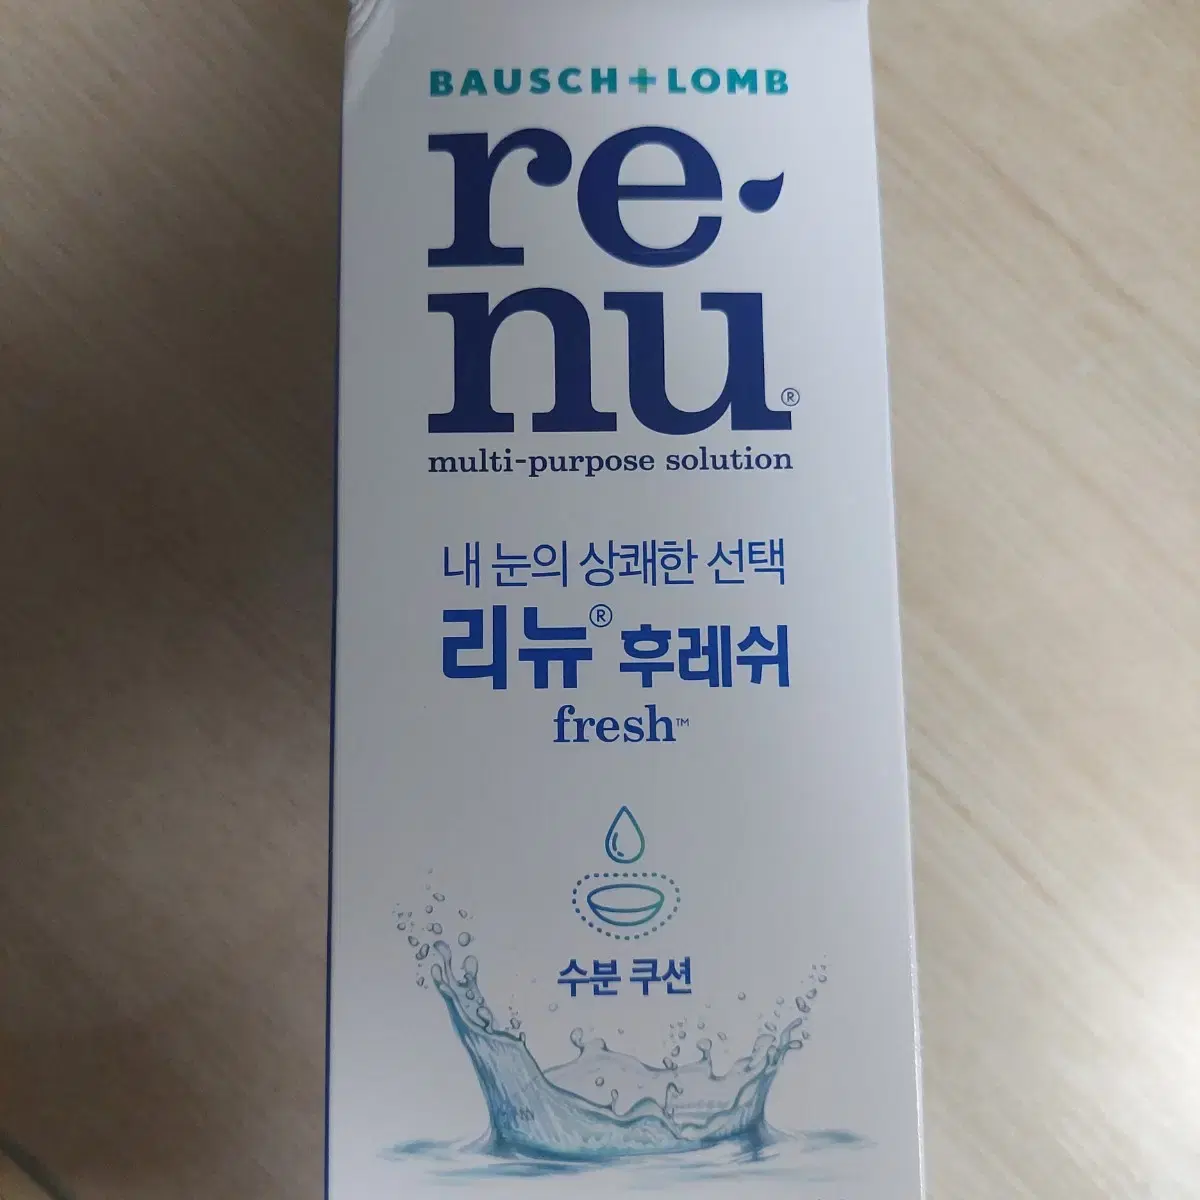 BAUSCH+LOMB
re-
nu®
multi-purpose solution
내 눈의 상쾌한 선택
리뉴® 후레쉬
fresh™
수분 쿠션